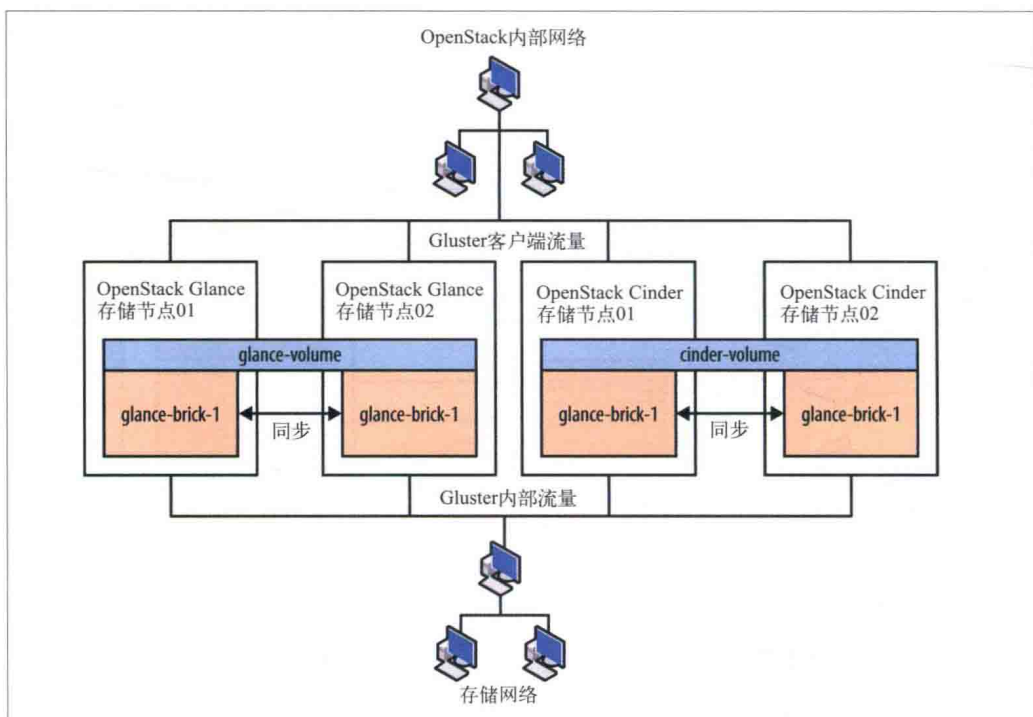 OpenStack内部网络
Gluster客户端流量
OpenStack Glance
存储节点01
OpenStack Glance
存储节点02
OpenStack Cinder
存储节点01
OpenStack Cinder
存储节点02
glance-volume
cinder-volume
glance-brick-1
同步
glance-brick-1
glance-brick-1
同步
glance-brick-1
Gluster内部流量
存储网络